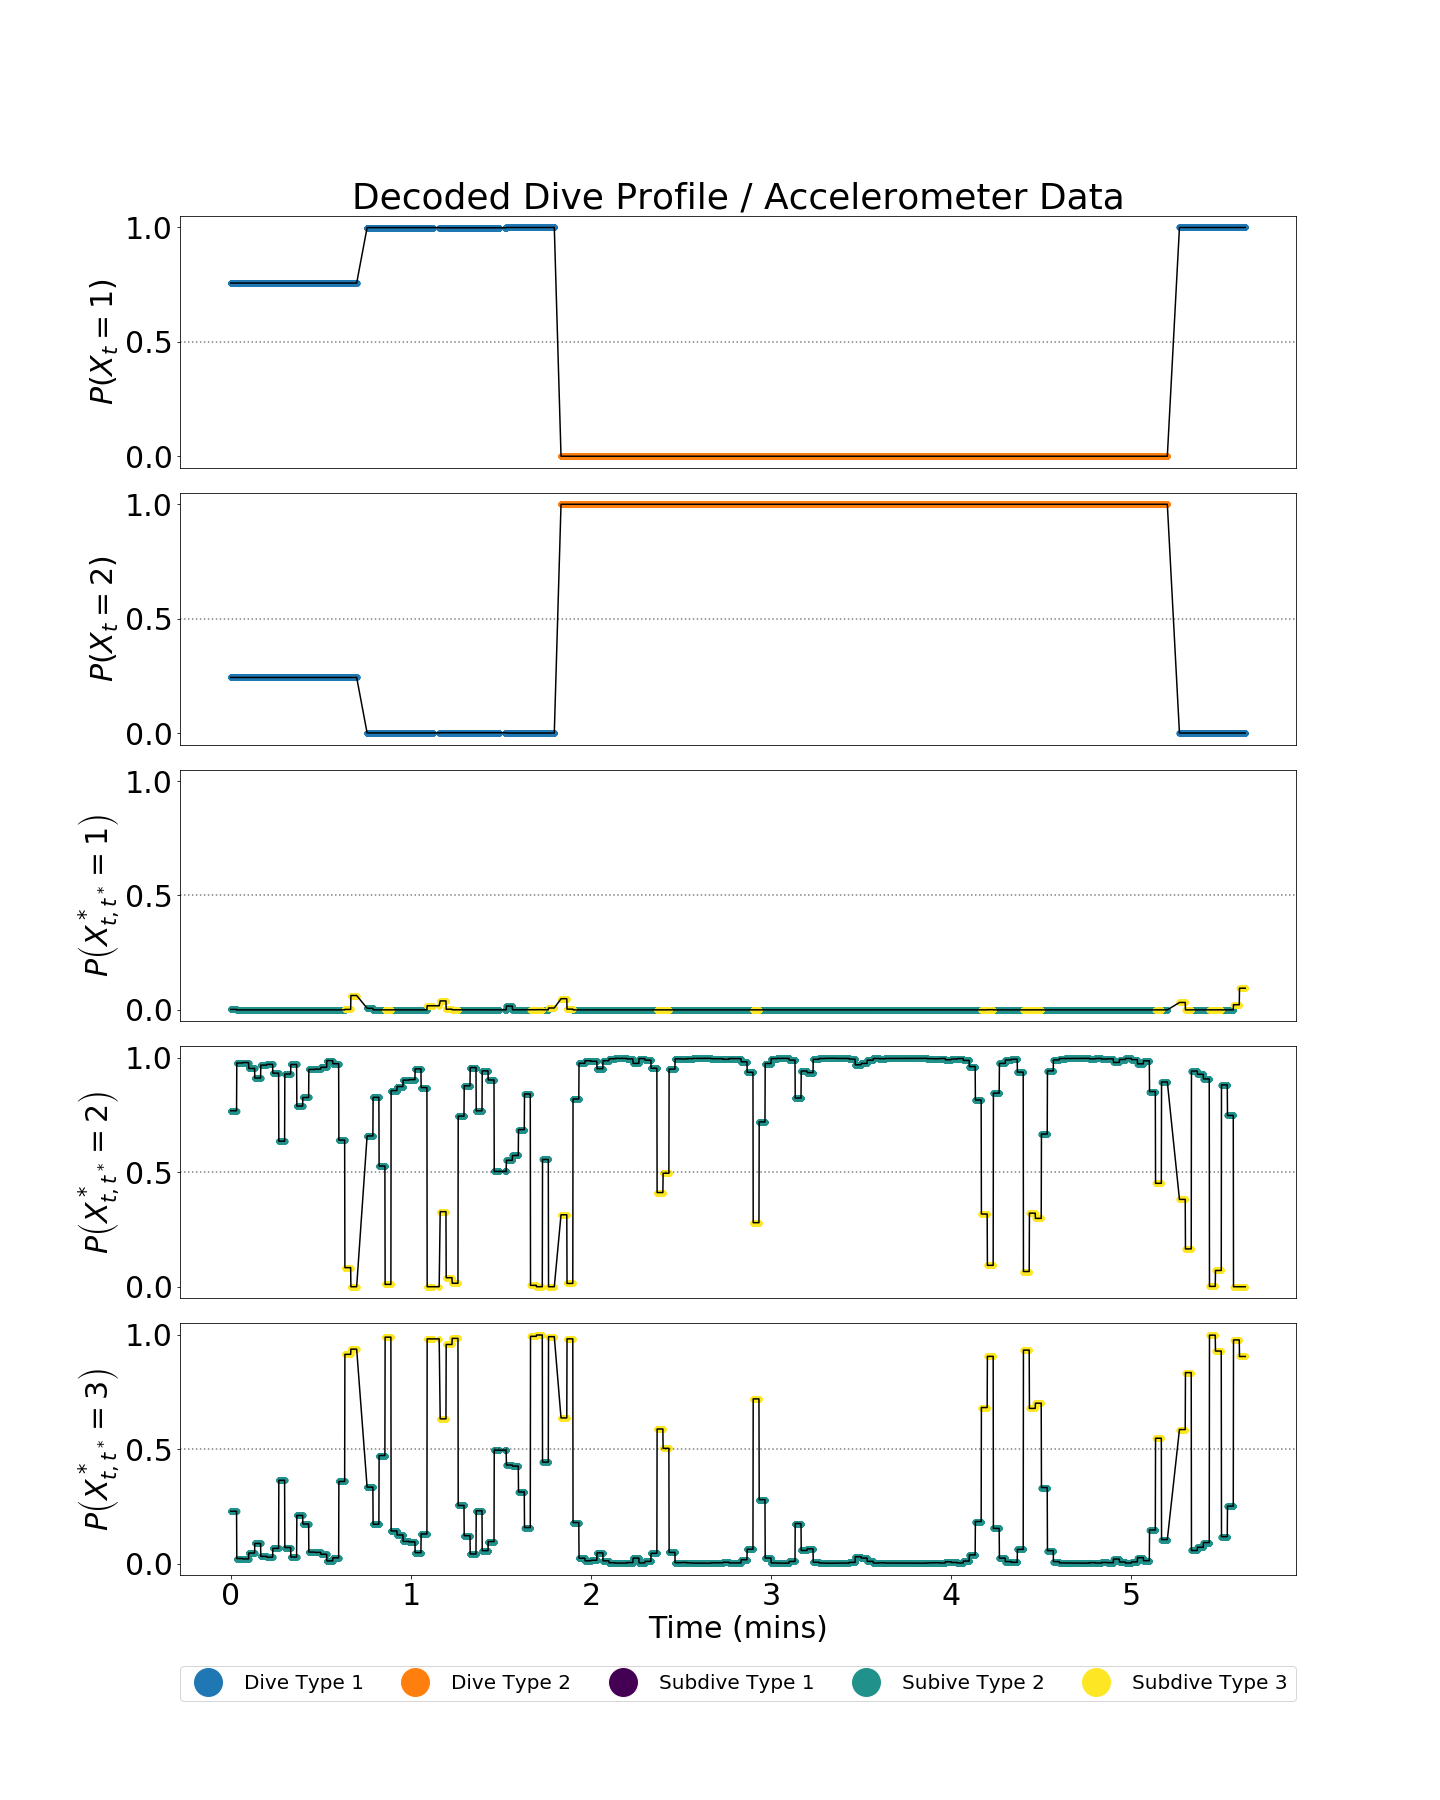 Decoded Dive Profile / Accelerometer Data
1.0
0.5
0.0
P(X_t = 1)
1.0
0.5
0.0
P(X_t = 2)
1.0
0.5
0.0
P(X^*_{t, t^*} = 1)
1.0
0.5
0.0
P(X^*_{t, t^*} = 2)
1.0
0.5
0.0
P(X^*_{t, t^*} = 3)
0 1 2 3 4 5
Time (mins)
Dive Type 1 Dive Type 2 Subdive Type 1 Subive Type 2 Subdive Type 3